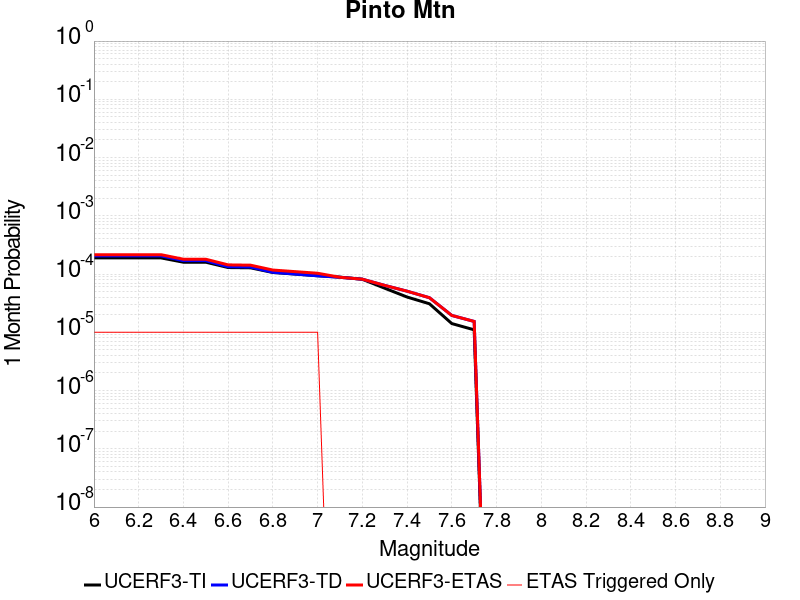 Pinto Mtn
10^0
10^-1
10^-2
10^-3
10^-4
10^-5
10^-6
10^-7
10^-8
1 Month Probability
6 6.2 6.4 6.6 6.8 7 7.2 7.4 7.6 7.8 8 8.2 8.4 8.6 8.8 9
Magnitude
UCERF3-TI UCERF3-TD UCERF3-ETAS ETAS Triggered Only